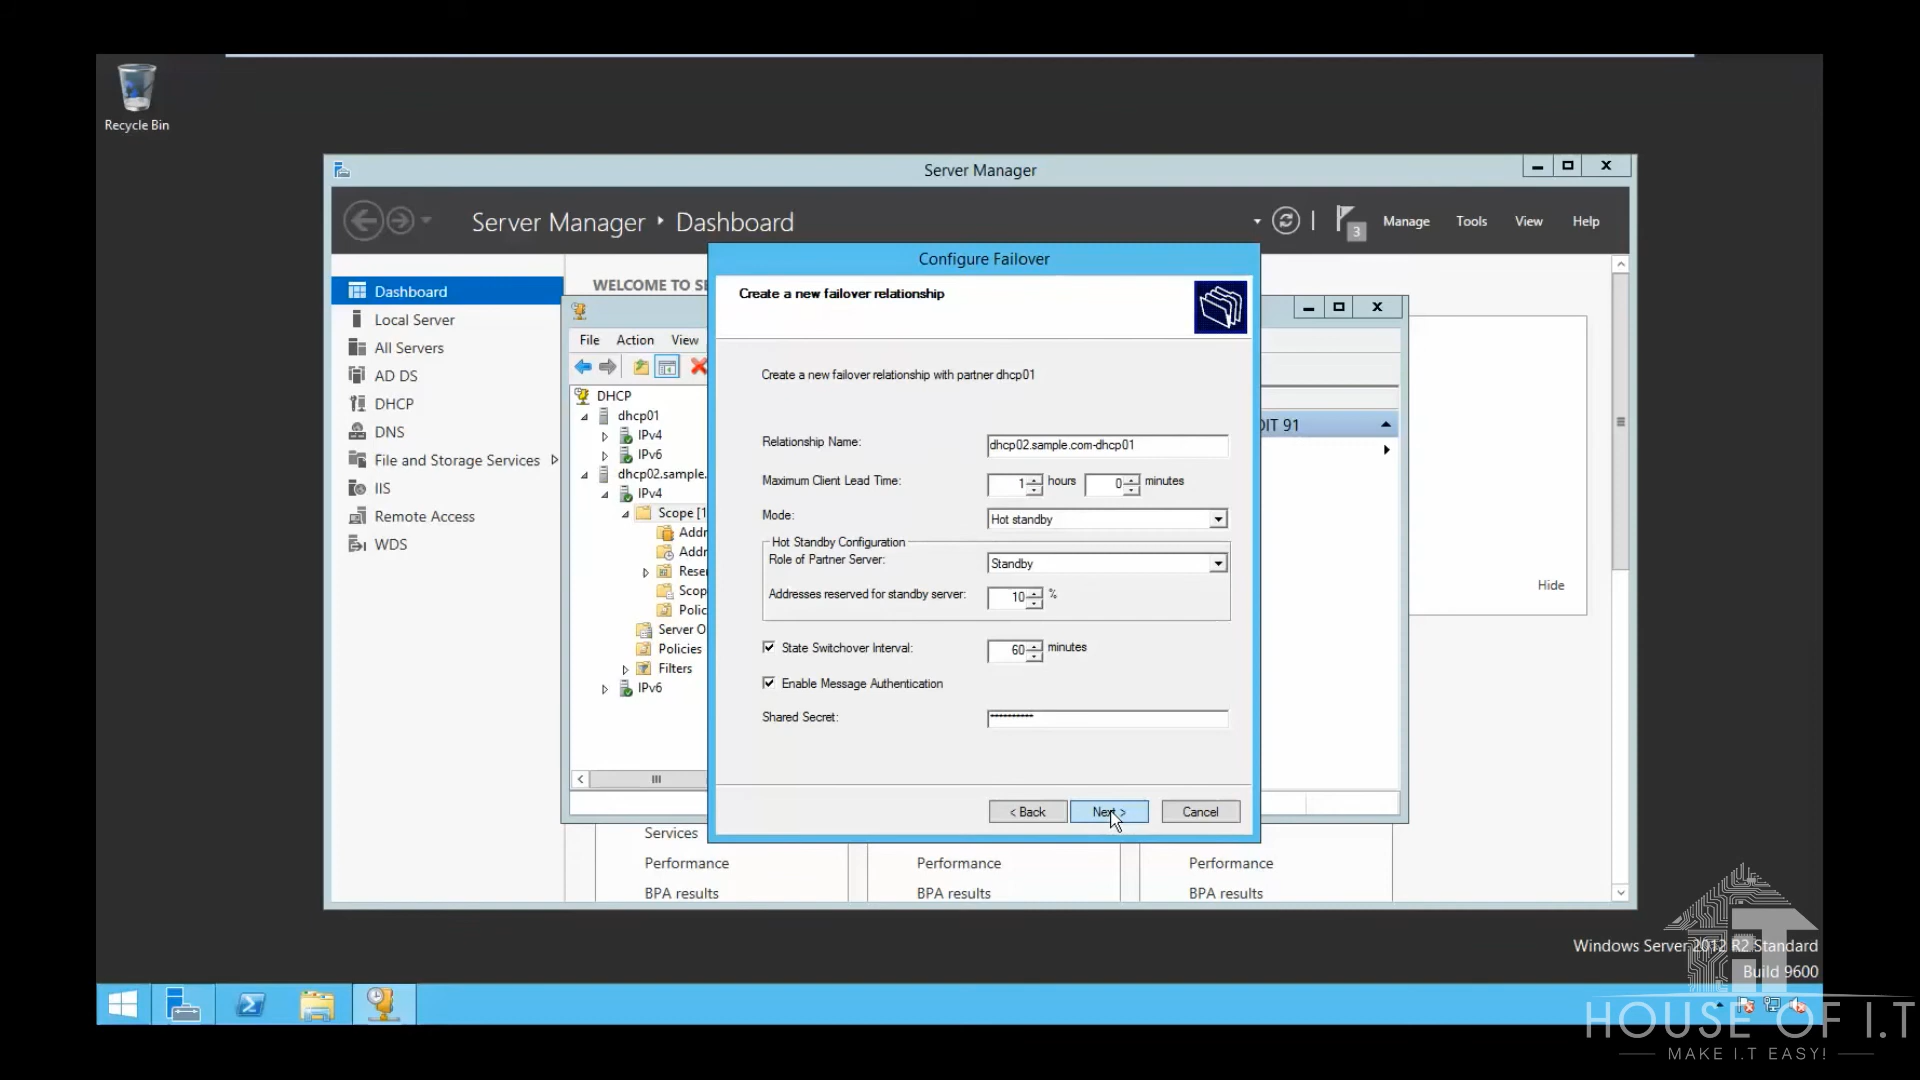 Recycle Bin
Server Manager
Server Manager ‣ Dashboard
3
Manage
Tools
View
Help
Dashboard
Local Server
All Servers
AD DS
DHCP
DNS
File and Storage Services
IIS
Remote Access
WDS
WELCOME TO SE
File
Action
View
DHCP
dhcp01
IPv4
IPv6
dhcp02.sample.
IPv4
Scope [1
Addr
Addr
Rese
Scop
Polic
Server O
Policies
Filters
IPv6
Configure Failover
Create a new failover relationship
Create a new failover relationship with partner dhcp01
Relationship Name:
dhcp02.sample.com-dhcp01
Maximum Client Lead Time:
1 hours 0 minutes
Mode:
Hot standby
Hot Standby Configuration
Role of Partner Server:
Standby
Addresses reserved for standby server:
10 %
State Switchover Interval:
60 minutes
Enable Message Authentication
Shared Secret:
**********
< Back
Next >
Cancel
DIT 91
Hide
Services
Performance
BPA results
Performance
BPA results
Performance
BPA results
Windows Server 2012 R2 Standard
Build 9600
iT
HOUSE OF I.T
MAKE I.T EASY!